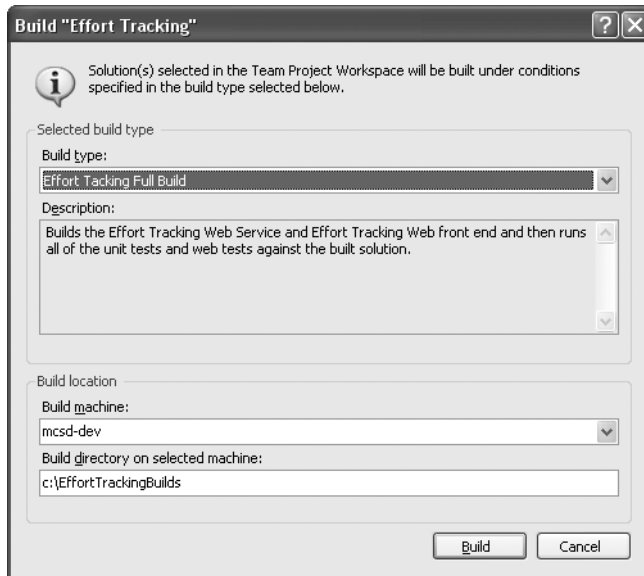 Build "Effort Tracking"
Solution(s) selected in the Team Project Workspace will be built under conditions
specified in the build type selected below.
Selected build type
Build type:
Effort Tacking Full Build
Description:
Builds the Effort Tracking Web Service and Effort Tracking Web front end and then runs
all of the unit tests and web tests against the built solution.
Build location
Build machine:
mcsd-dev
Build directory on selected machine:
c:\EffortTrackingBuilds
Build
Cancel